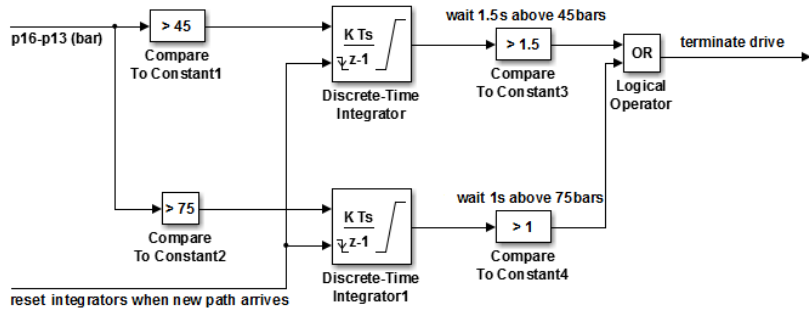 p16-p13 (bar)
> 45
Compare
To Constant1
K Ts
z-1
Discrete-Time
Integrator
wait 1.5s above 45bars
> 1.5
Compare
To Constant3
OR
Logical
Operator
terminate drive
> 75
Compare
To Constant2
K Ts
z-1
Discrete-Time
Integrator1
wait 1s above 75bars
> 1
Compare
To Constant4
reset integrators when new path arrives